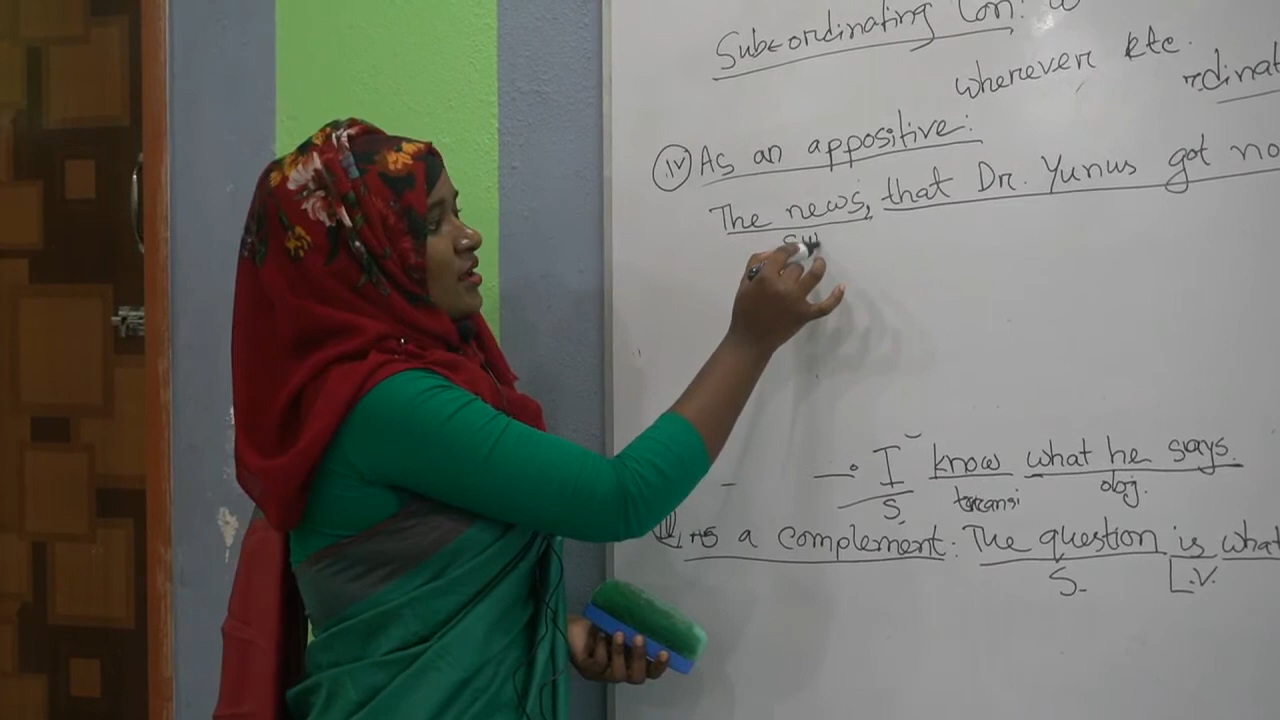 Subordinating Con:
wherever etc.
rdinat
(iv) As an appositive:
The news, that Dr. Yunus got no
su
I know what he says.
S. transi obj.
as a complement: The question is what
S. L.V.